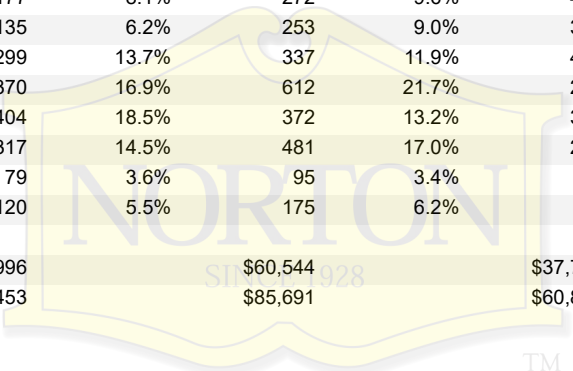 135 6.2% 253 9.0%
299 13.7% 337 11.9%
370 16.9% 612 21.7%
404 18.5% 372 13.2%
317 14.5% 481 17.0%
79 3.6% 95 3.4%
120 5.5% 175 6.2%
NORTON
996 $60,544 $37,7
SINCE 1928
453 $85,691 $60,8
TM